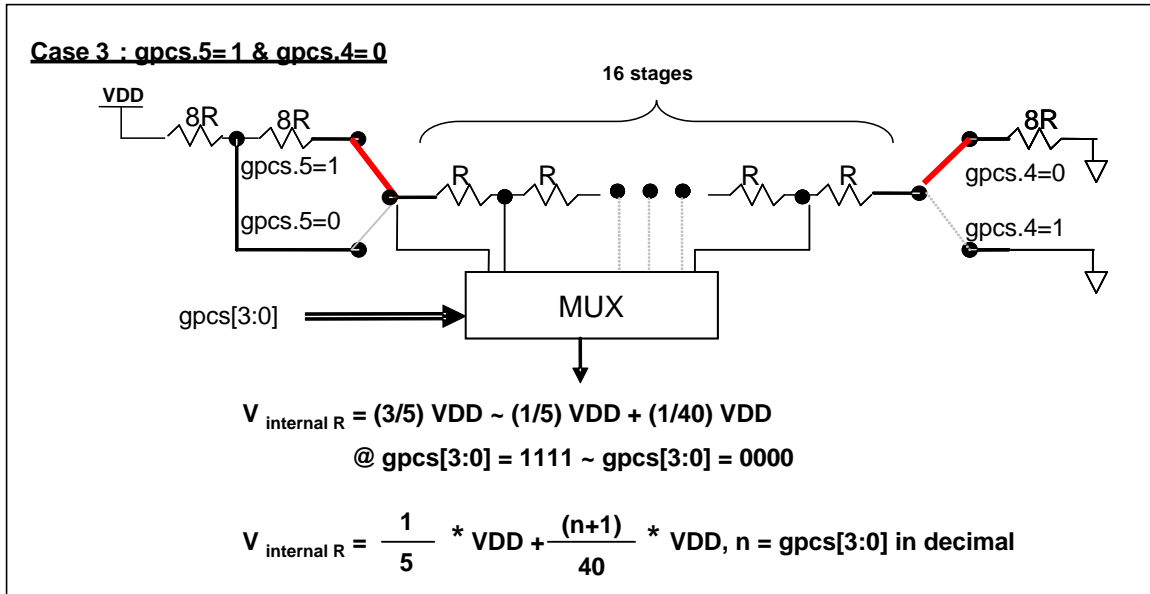 Case 3 : gpcs.5=1 & gpcs.4=0
16 stages
VDD
8R
8R
8R
gpcs.5=1
R
R
R
R
gpcs.4=0
gpcs.5=0
gpcs.4=1
MUX
gpcs[3:0]
V internal R = (3/5) VDD ~ (1/5) VDD + (1/40) VDD
@ gpcs[3:0] = 1111 ~ gpcs[3:0] = 0000
V internal R = 1/5 * VDD + (n+1)/40 * VDD, n = gpcs[3:0] in decimal